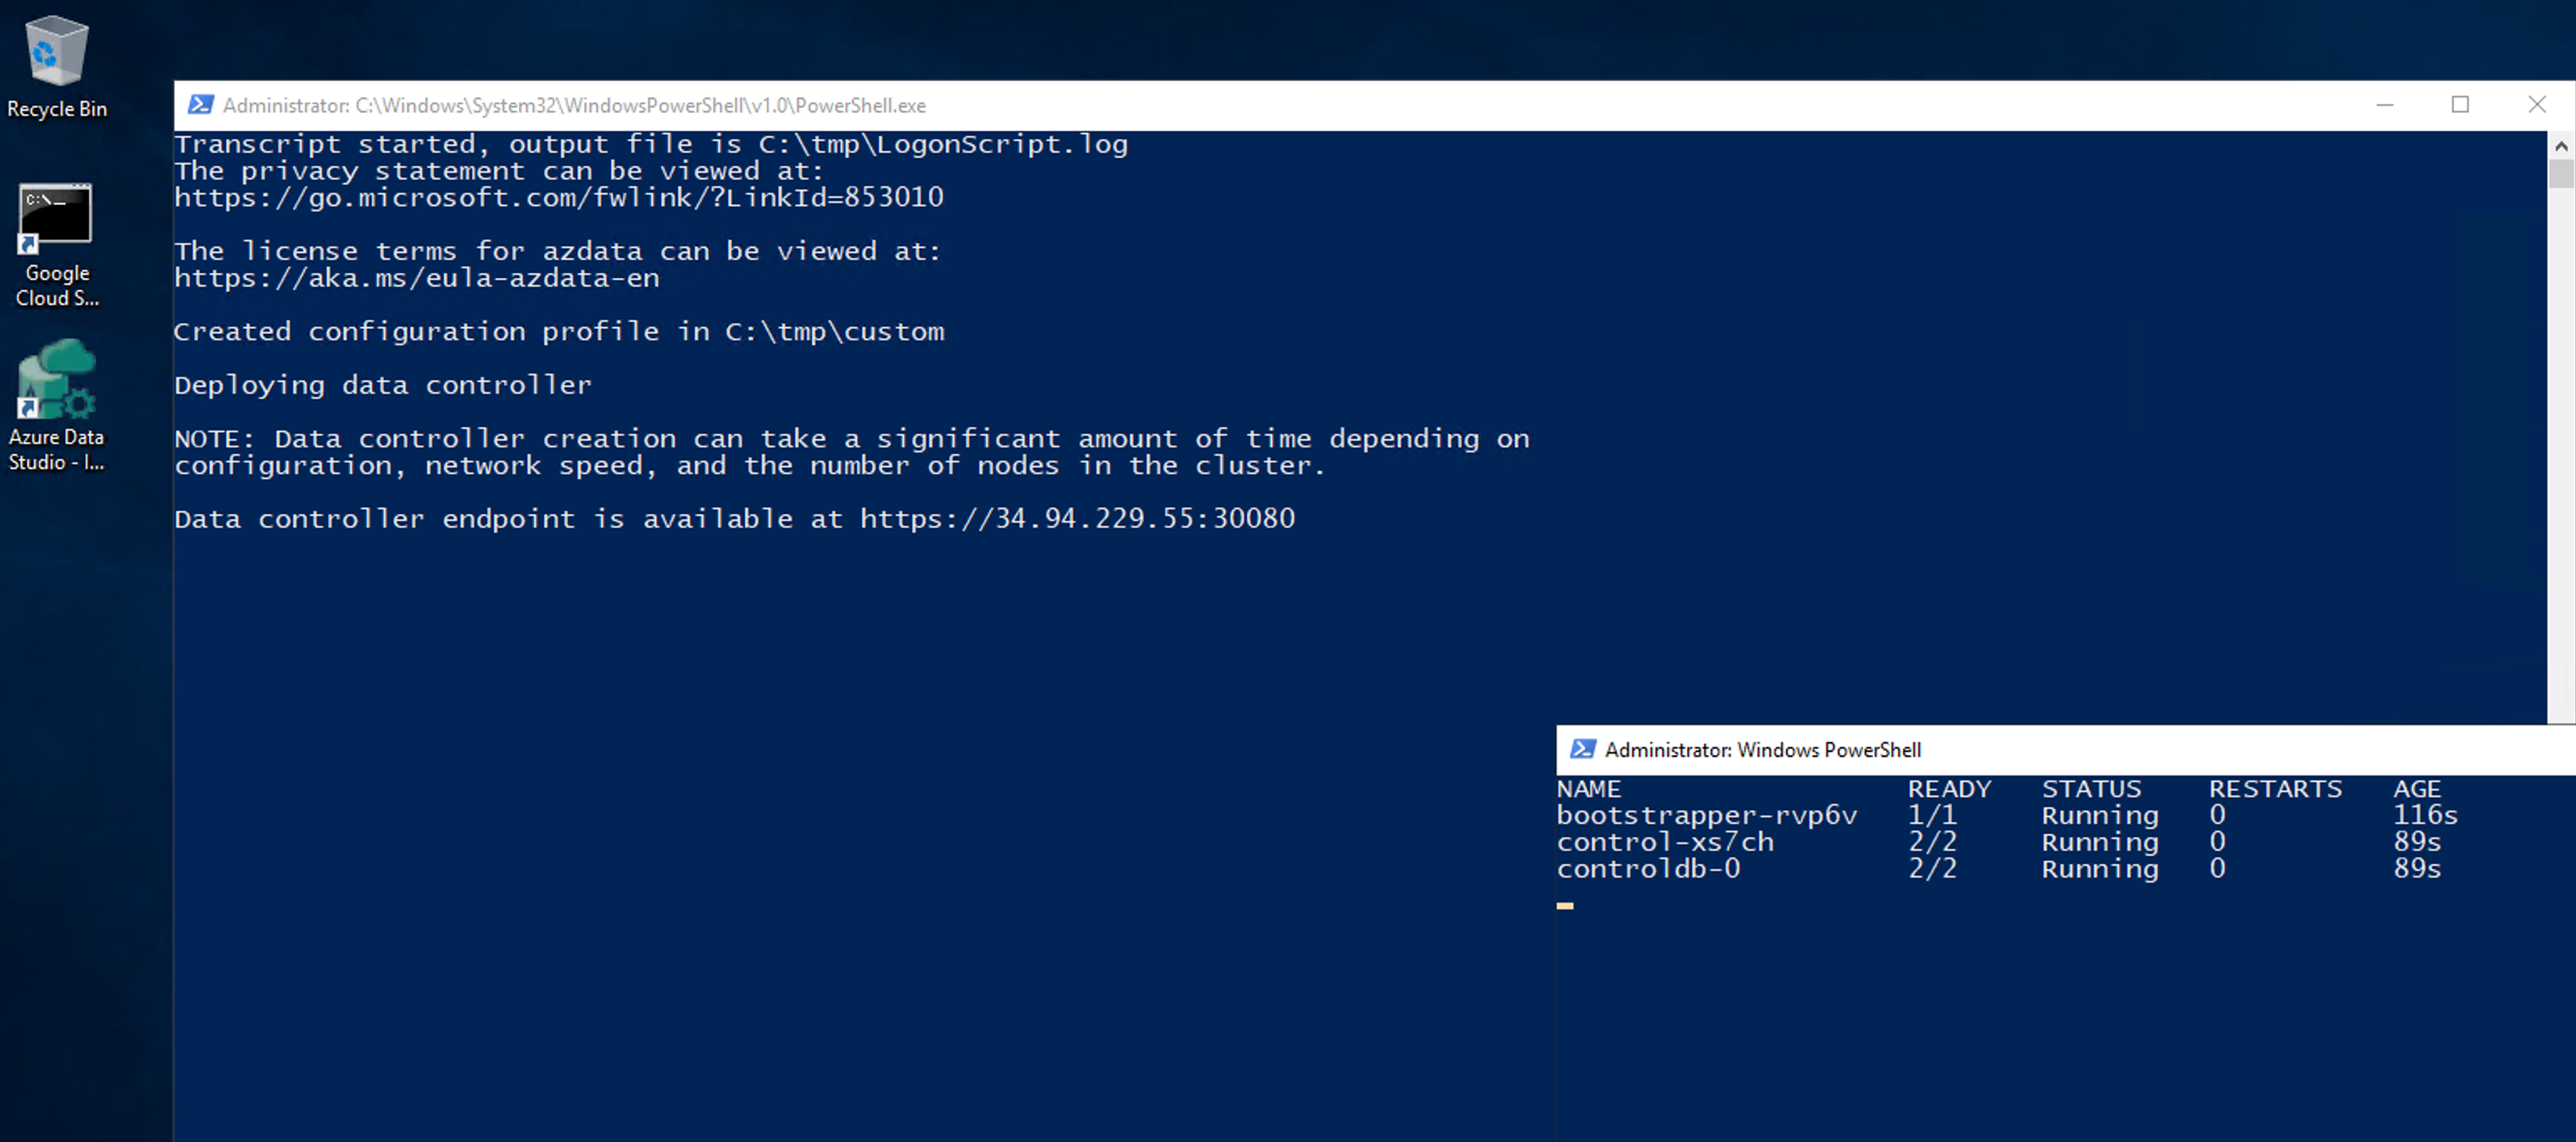 Recycle Bin
Google
Cloud S...
Azure Data
Studio - I...
Administrator: C:\Windows\System32\WindowsPowerShell\v1.0\PowerShell.exe
Transcript started, output file is C:\tmp\LogonScript.log
The privacy statement can be viewed at:
https://go.microsoft.com/fwlink/?LinkId=853010
The license terms for azdata can be viewed at:
https://aka.ms/eula-azdata-en
Created configuration profile in C:\tmp\custom
Deploying data controller
NOTE: Data controller creation can take a significant amount of time depending on
configuration, network speed, and the number of nodes in the cluster.
Data controller endpoint is available at https://34.94.229.55:30080
Administrator: Windows PowerShell
NAME READY STATUS RESTARTS AGE
bootstrapper-rvp6v 1/1 Running 0 116s
control-xs7ch 2/2 Running 0 89s
controldb-0 2/2 Running 0 89s